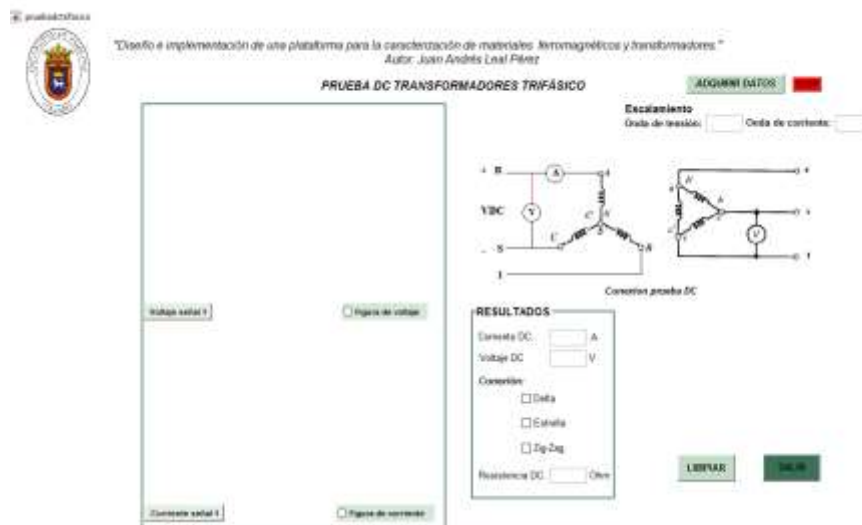 pruebadctrifasico
"Diseño e implementación de una plataforma para la caracterización de materiales ferromagnéticos y transformadores."
Autor: Juan Andrés Leal Pérez
PRUEBA DC TRANSFORMADORES TRIFÁSICO
ADQUIRIR DATOS
Escalamiento
Onda de tensión:
Onda de corriente:
+ R
A
VDC
V
- S
T
C
B
V
Conexion prueba DC
Voltaje señal 1
Figura de voltaje
RESULTADOS
Corriente DC:
A
Voltaje DC
V
Conexión:
Delta
Estrella
Zig-Zag
Resistencia DC:
Ohm
LIMPIAR
SALIR
Corriente señal 1
Figura de corriente